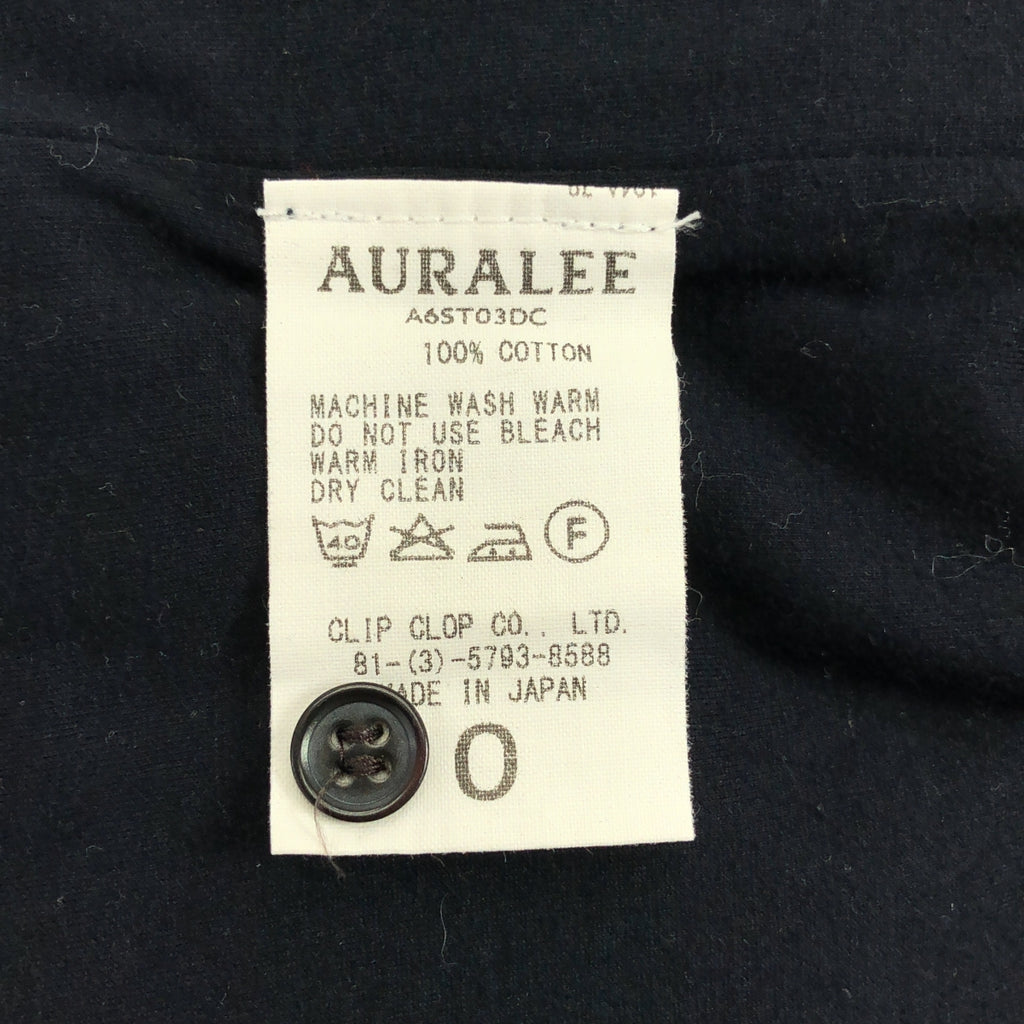 AURALEE
A6ST03DC
100% COTTON
MACHINE WASH WARM
DO NOT USE BLEACH
WARM IRON
DRY CLEAN
40 F
CLIP CLOP CO., LTD.
81-(3)-5793-8588
MADE IN JAPAN
0